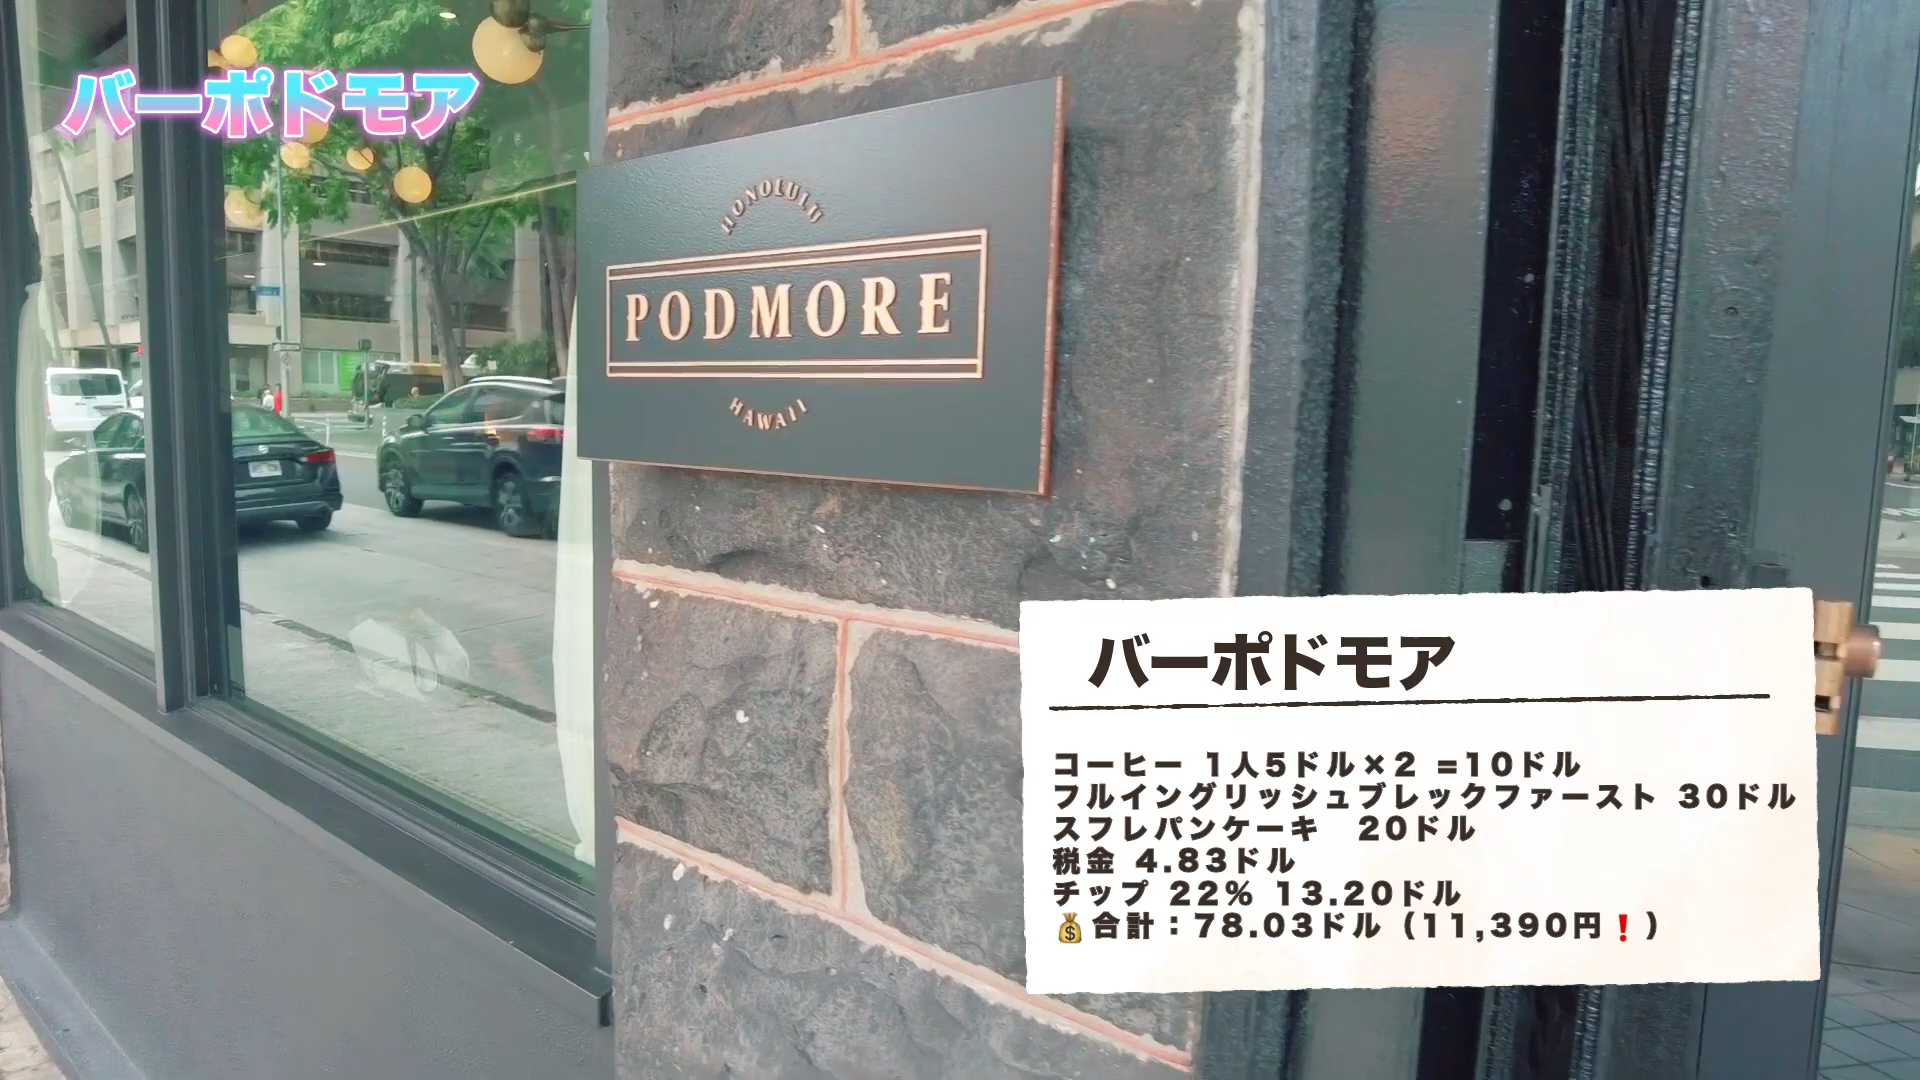 バーポドモア
HONOLULU
PODMORE
HAWAII
バーポドモア
コーヒー 1人5ドル×2 =10ドル
フルイングリッシュブレックファースト 30ドル
スフレパンケーキ　20ドル
税金 4.83ドル
チップ 22% 13.20ドル
💰合計：78.03ドル（11,390円❗）